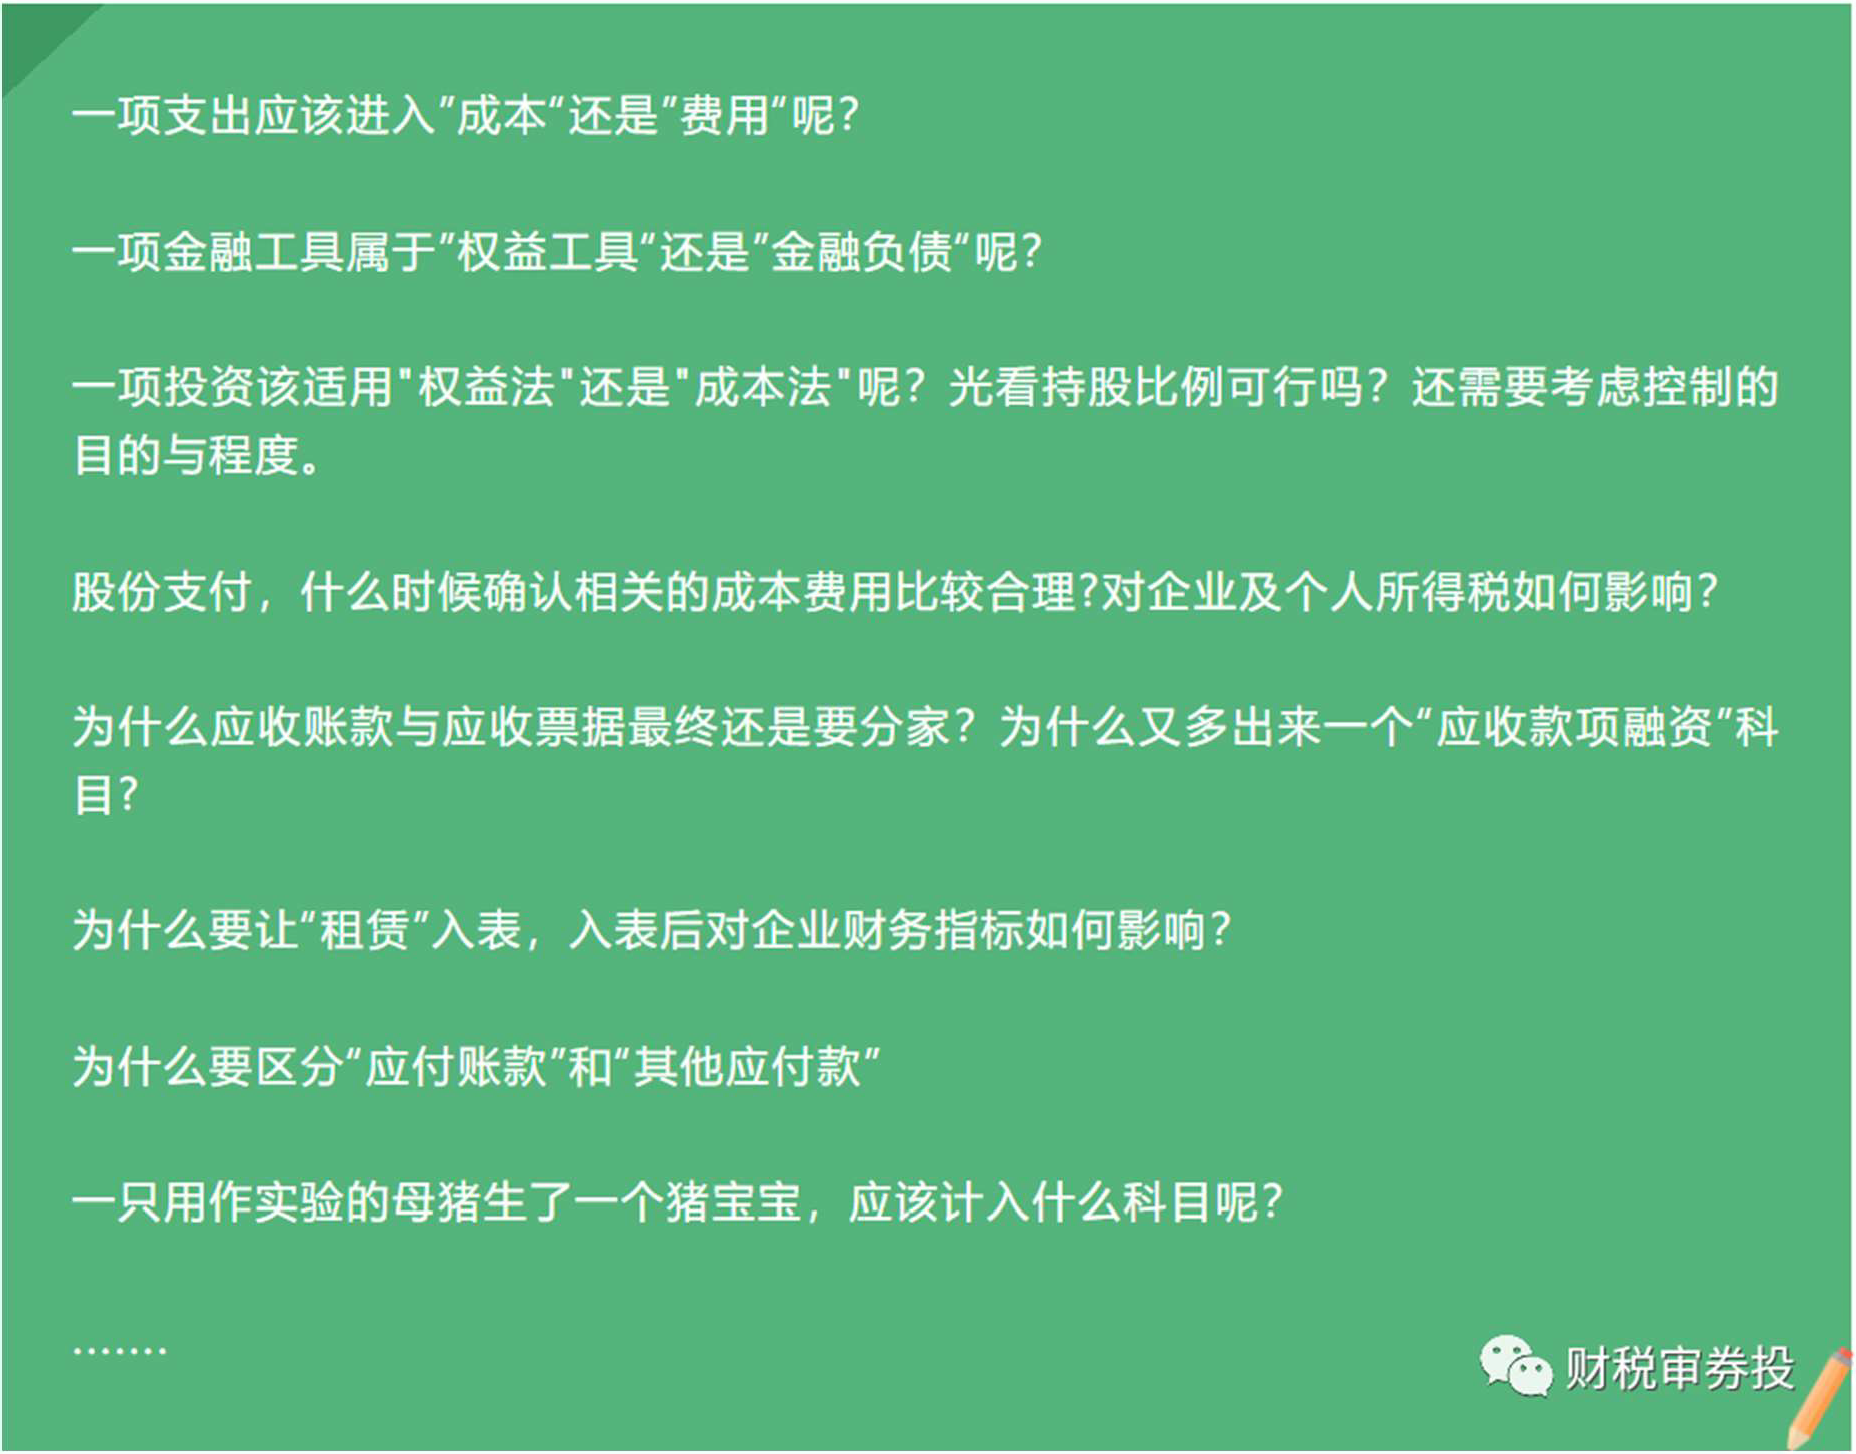 一项支出应该进入”成本“还是”费用“呢？
一项金融工具属于”权益工具“还是”金融负债“呢？
一项投资该适用"权益法"还是"成本法"呢？光看持股比例可行吗？还需要考虑控制的
目的与程度。
股份支付，什么时候确认相关的成本费用比较合理?对企业及个人所得税如何影响？
为什么应收账款与应收票据最终还是要分家？为什么又多出来一个“应收款项融资”科
目？
为什么要让“租赁”入表，入表后对企业财务指标如何影响？
为什么要区分“应付账款”和“其他应付款”
一只用作实验的母猪生了一个猪宝宝，应该计入什么科目呢？
.......
财税审券投